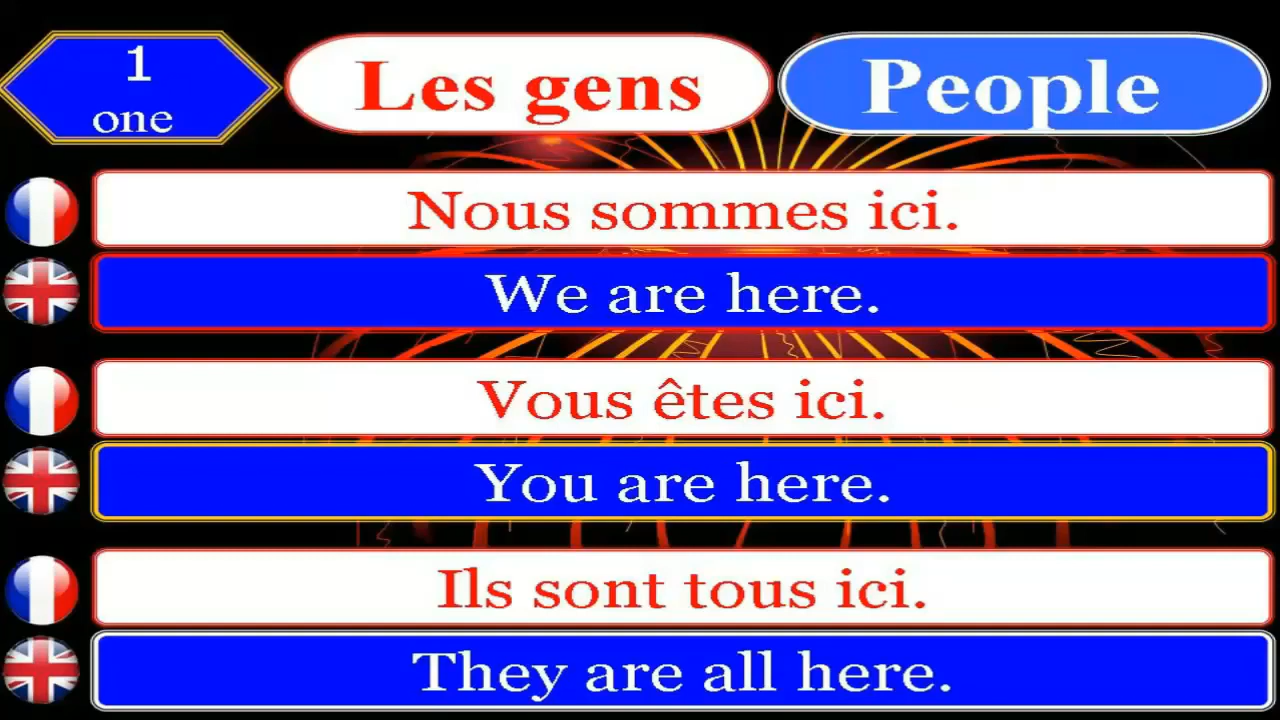 1
one
Les gens
People
Nous sommes ici.
We are here.
Vous êtes ici.
You are here.
Ils sont tous ici.
They are all here.